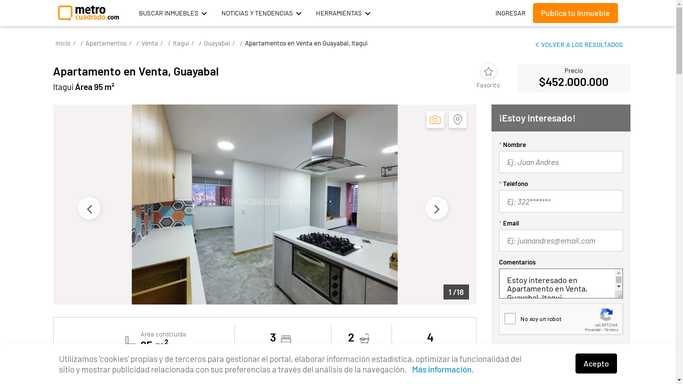 metro
cuadrado.com
BUSCAR INMUEBLES
NOTICIAS Y TENDENCIAS
HERRAMIENTAS
INGRESAR
Publica tu Inmueble
Inicio / / Apartamentos / / Venta / / Itagui / / Guayabal / / Apartamentos en Venta en Guayabal, Itagui
VOLVER A LOS RESULTADOS
Apartamento en Venta, Guayabal
Itagui Área 95 m²
Favorito
Precio
$452.000.000
1 /16
¡Estoy Interesado!
* Nombre
Ej: Juan Andres
* Teléfono
Ej: 322*******
* Email
Ej: juanandres@email.com
Comentarios
Estoy interesado en
Apartamento en Venta,
Guayabal, Itagui
No soy un robot
reCAPTCHA
Privacidad - Términos
Área construida
95 m²
3
2
4
Utilizamos 'cookies' propias y de terceros para gestionar el portal, elaborar información estadística, optimizar la funcionalidad del
sitio y mostrar publicidad relacionada con sus preferencias a través del análisis de la navegación. Más información.
Acepto